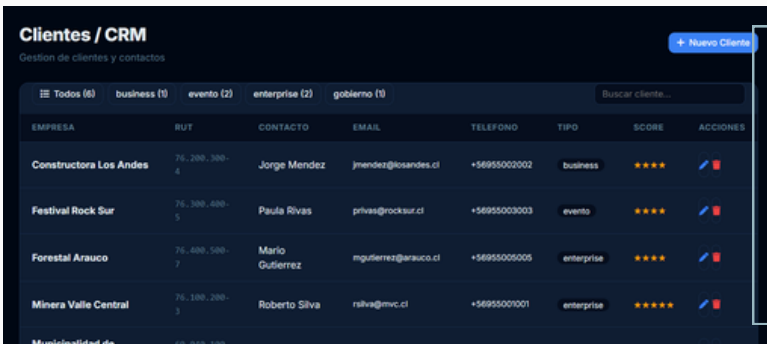 Clientes / CRM
+ Nuevo Cliente
Gestion de clientes y contactos
Todos (6) business (1) evento (2) enterprise (2) gobierno (1) Buscar cliente...
EMPRESA RUT CONTACTO EMAIL TELEFONO TIPO SCORE ACCIONES
Constructora Los Andes 76.200.300-4 Jorge Mendez jmendez@losandes.cl +56955002002 business ★★★★
Festival Rock Sur 76.300.400-5 Paula Rivas privas@rocksur.cl +56955003003 evento ★★★★
Forestal Arauco 76.400.500-7 Mario Gutierrez mgutierrez@arauco.cl +56955005005 enterprise ★★★★
Minera Valle Central 76.100.200-3 Roberto Silva rsilva@mvc.cl +56955001001 enterprise ★★★★★
Municipalidad de